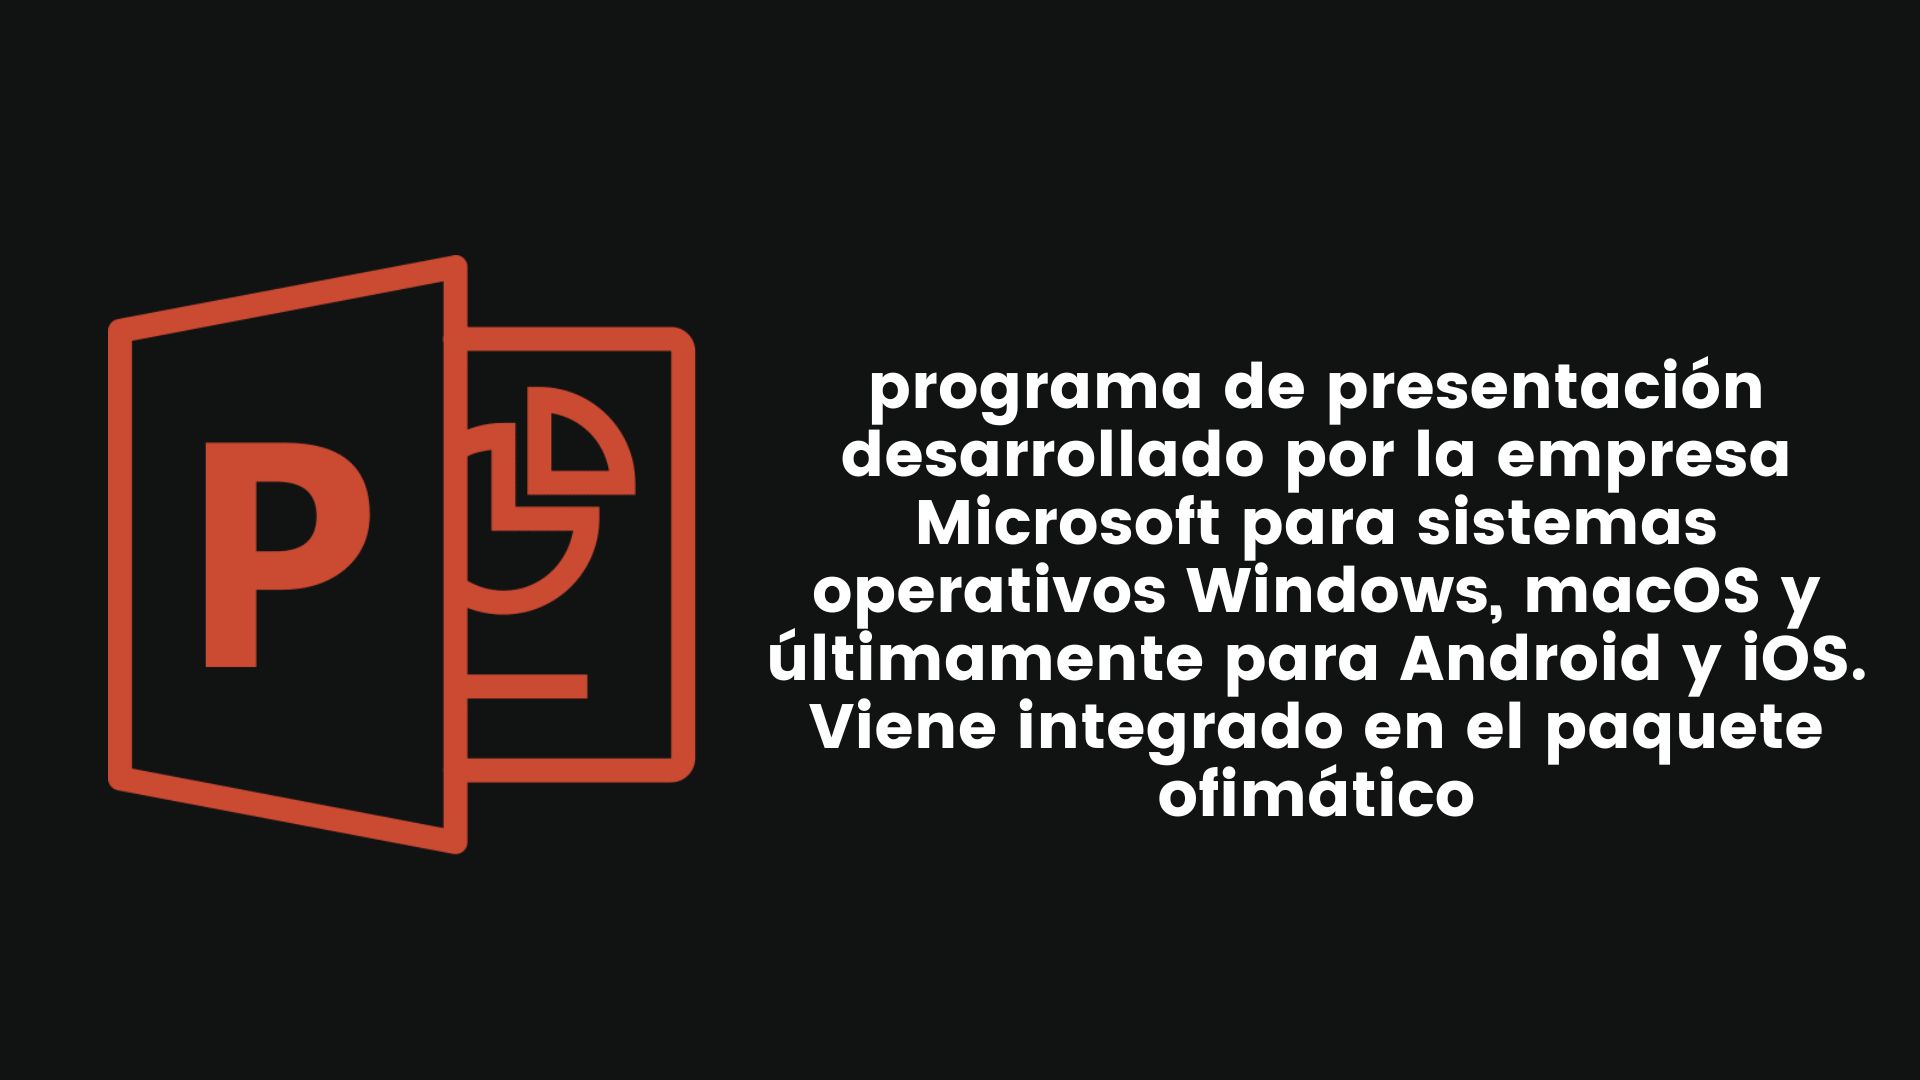 P
programa de presentación
desarrollado por la empresa
Microsoft para sistemas
operativos Windows, macOS y
últimamente para Android y iOS.
Viene integrado en el paquete
ofimático